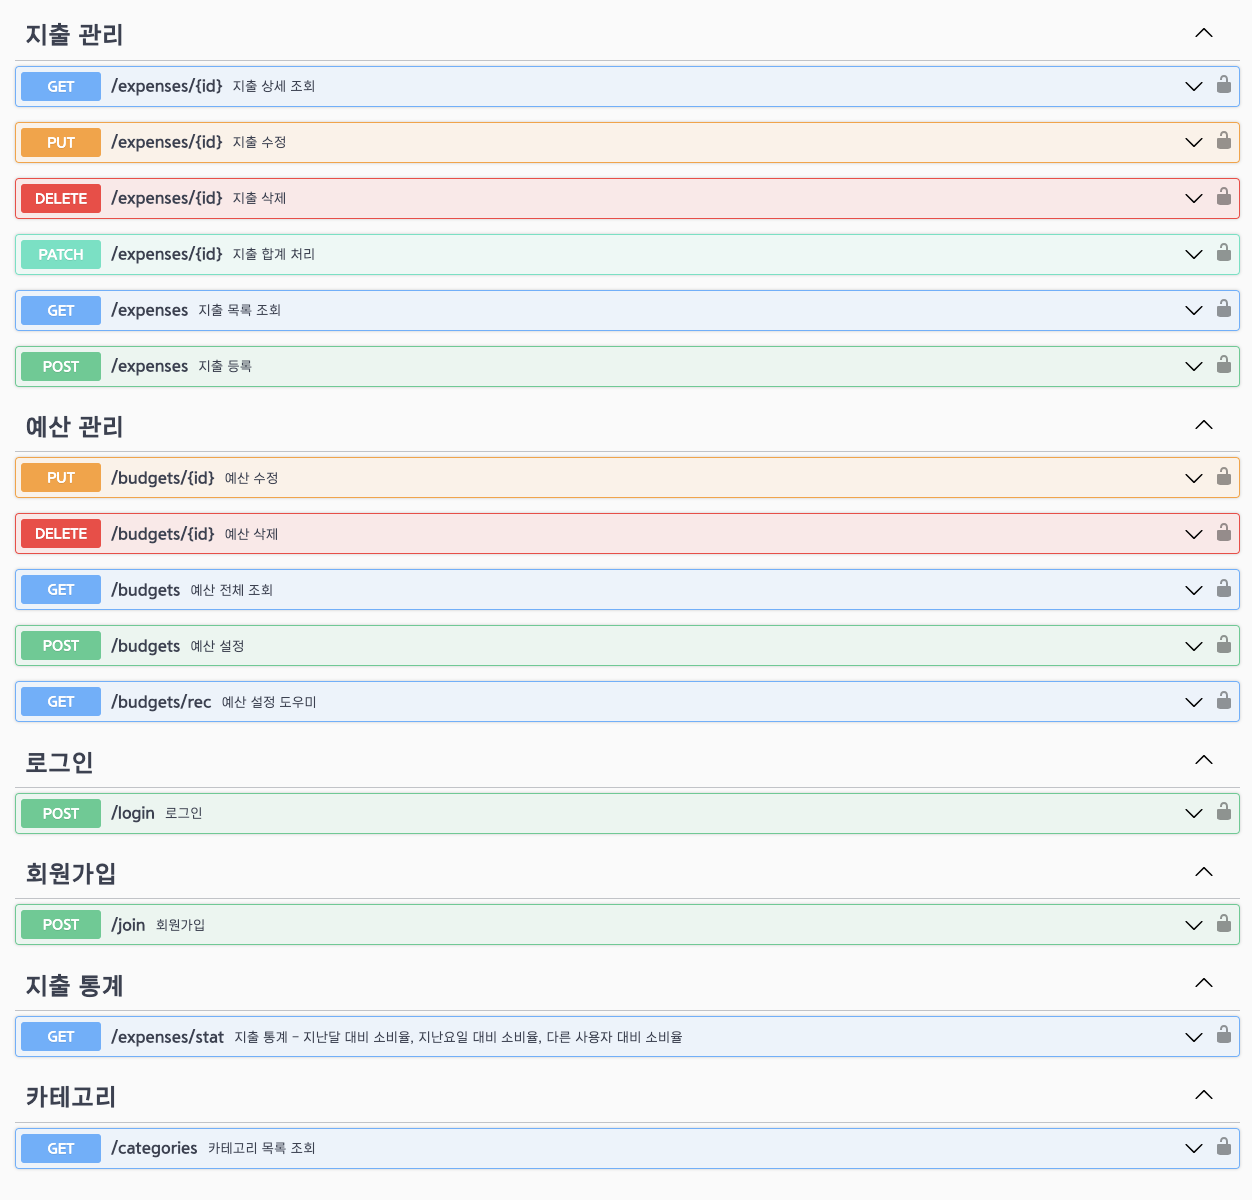 지출 관리
GET /expenses/{id} 지출 상세 조회
PUT /expenses/{id} 지출 수정
DELETE /expenses/{id} 지출 삭제
PATCH /expenses/{id} 지출 합계 처리
GET /expenses 지출 목록 조회
POST /expenses 지출 등록
예산 관리
PUT /budgets/{id} 예산 수정
DELETE /budgets/{id} 예산 삭제
GET /budgets 예산 전체 조회
POST /budgets 예산 설정
GET /budgets/rec 예산 설정 도우미
로그인
POST /login 로그인
회원가입
POST /join 회원가입
지출 통계
GET /expenses/stat 지출 통계 - 지난달 대비 소비율, 지난요일 대비 소비율, 다른 사용자 대비 소비율
카테고리
GET /categories 카테고리 목록 조회